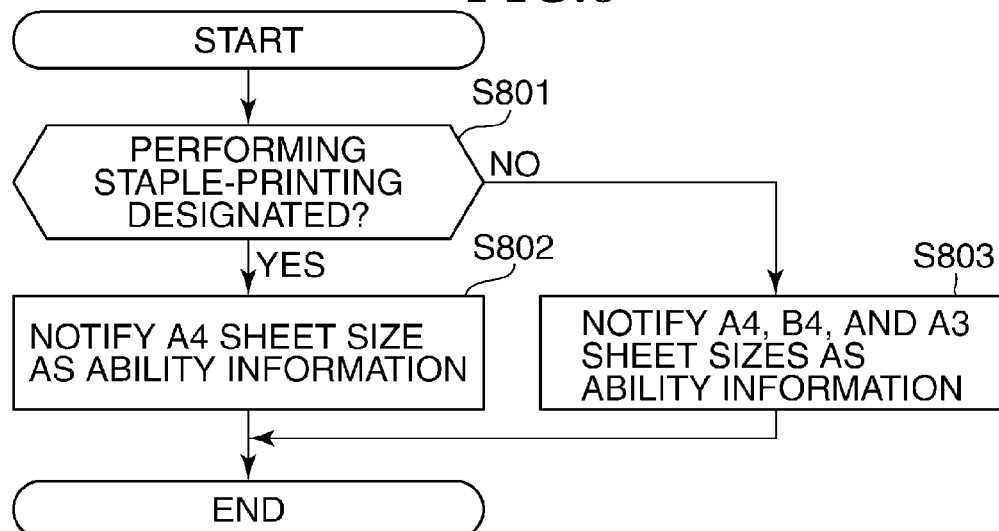 START
S801
PERFORMING
STAPLE-PRINTING
DESIGNATED?
NO
YES
S802
NOTIFY A4 SHEET SIZE
AS ABILITY INFORMATION
S803
NOTIFY A4, B4, AND A3
SHEET SIZES AS
ABILITY INFORMATION
END